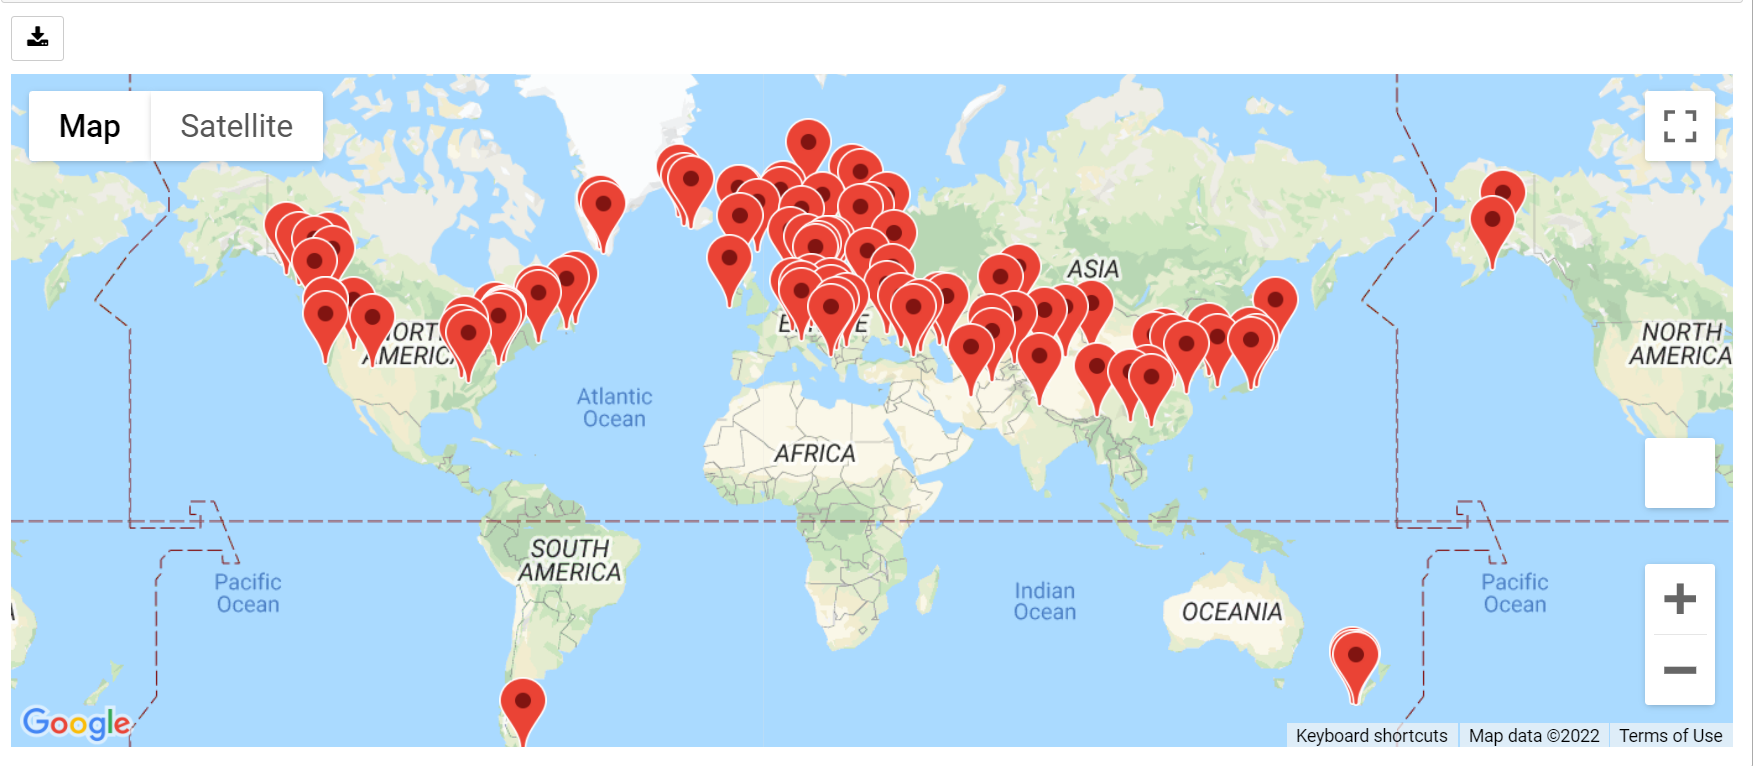 Map
Satellite
ASIA
NORTH
AMERICA
NORTH
AMERICA
EUROPE
Atlantic
Ocean
AFRICA
SOUTH
AMERICA
Pacific
Ocean
Indian
Ocean
OCEANIA
Pacific
Ocean
Google
Keyboard shortcuts
Map data ©2022
Terms of Use